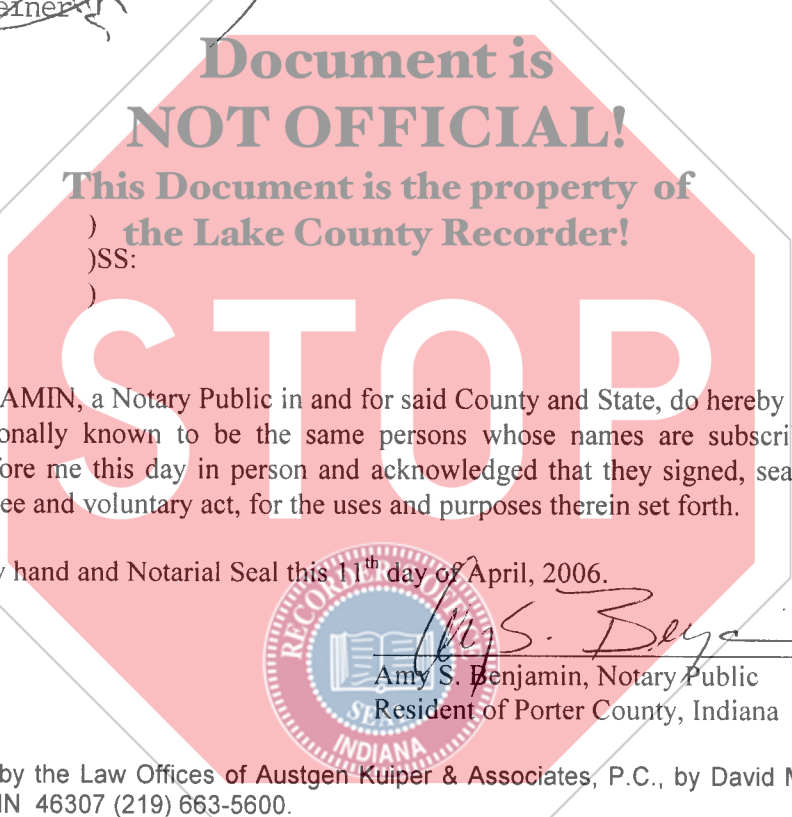 Document is
NOT OFFICIAL!
This Document is the property of
the Lake County Recorder!
)
)SS:
)
STOP
AMIN, a Notary Public in and for said County and State, do hereby
onally known to be the same persons whose names are subscri
ore me this day in person and acknowledged that they signed, sea
ee and voluntary act, for the uses and purposes therein set forth.
hand and Notarial Seal this 11th day of April, 2006.
RECORDER
SEAL
INDIANA
Amy S. Benjamin, Notary Public
Resident of Porter County, Indiana
by the Law Offices of Austgen Kuiper & Associates, P.C., by David M
IN 46307 (219) 663-5600.